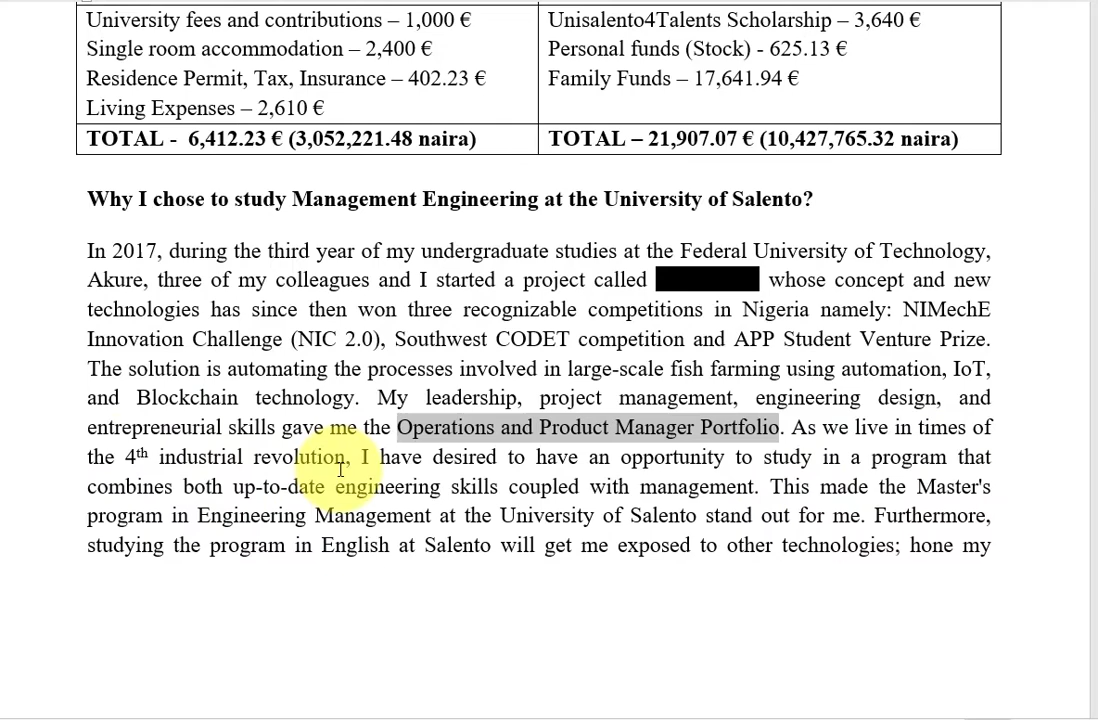 University fees and contributions – 1,000 €
Single room accommodation – 2,400 €
Residence Permit, Tax, Insurance – 402.23 €
Living Expenses – 2,610 €
TOTAL - 6,412.23 € (3,052,221.48 naira)
Unisalento4Talents Scholarship – 3,640 €
Personal funds (Stock) - 625.13 €
Family Funds – 17,641.94 €
TOTAL – 21,907.07 € (10,427,765.32 naira)
Why I chose to study Management Engineering at the University of Salento?
In 2017, during the third year of my undergraduate studies at the Federal University of Technology,
Akure, three of my colleagues and I started a project called whose concept and new
technologies has since then won three recognizable competitions in Nigeria namely: NIMechE
Innovation Challenge (NIC 2.0), Southwest CODET competition and APP Student Venture Prize.
The solution is automating the processes involved in large-scale fish farming using automation, IoT,
and Blockchain technology. My leadership, project management, engineering design, and
entrepreneurial skills gave me the Operations and Product Manager Portfolio. As we live in times of
the 4th industrial revolution, I have desired to have an opportunity to study in a program that
combines both up-to-date engineering skills coupled with management. This made the Master's
program in Engineering Management at the University of Salento stand out for me. Furthermore,
studying the program in English at Salento will get me exposed to other technologies; hone my